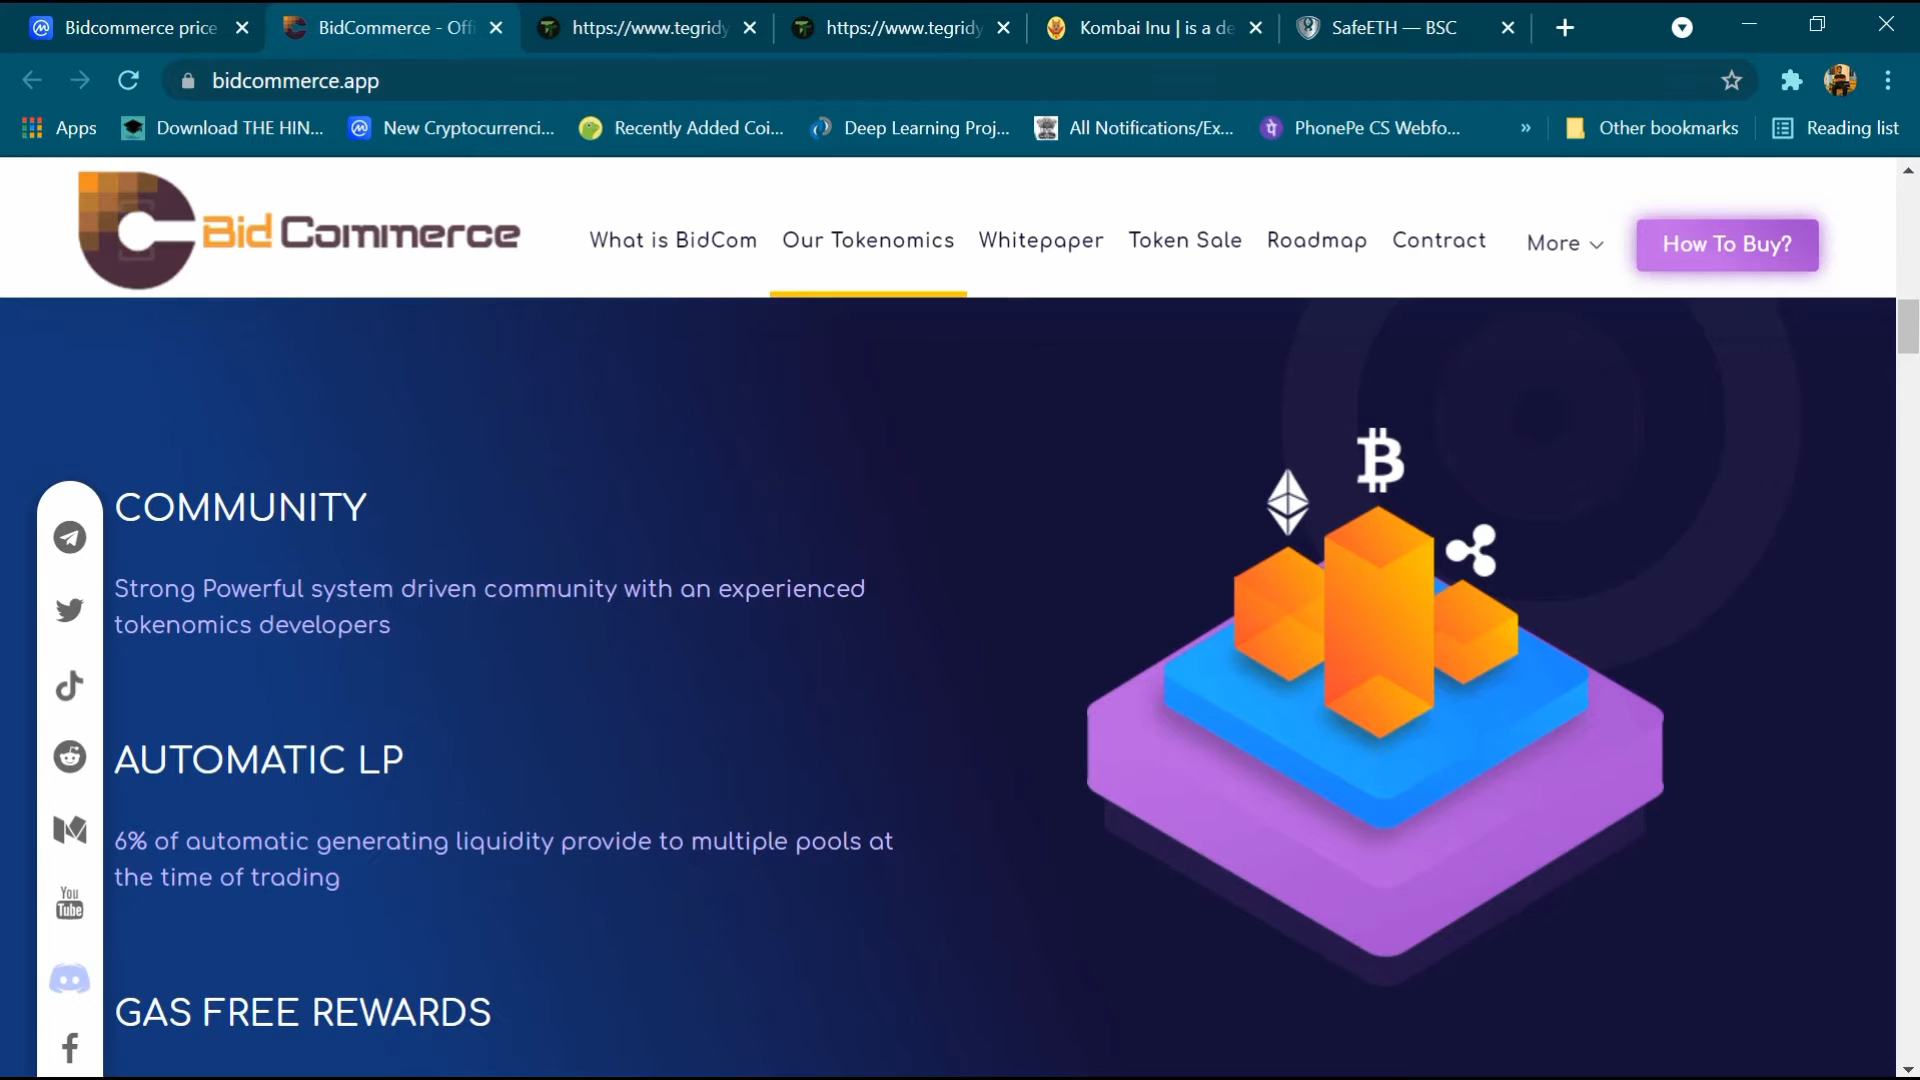 Bidcommerce price
BidCommerce - Offi
https://www.tegridy
https://www.tegridy
Kombai Inu | is a de
SafeETH — BSC
bidcommerce.app
Apps
Download THE HIN...
New Cryptocurrenci...
Recently Added Coi...
Deep Learning Proj...
All Notifications/Ex...
PhonePe CS Webfo...
»
Other bookmarks
Reading list
Bid Commerce
What is BidCom
Our Tokenomics
Whitepaper
Token Sale
Roadmap
Contract
More
How To Buy?
COMMUNITY
Strong Powerful system driven community with an experienced
tokenomics developers
AUTOMATIC LP
6% of automatic generating liquidity provide to multiple pools at
the time of trading
You
Tube
GAS FREE REWARDS